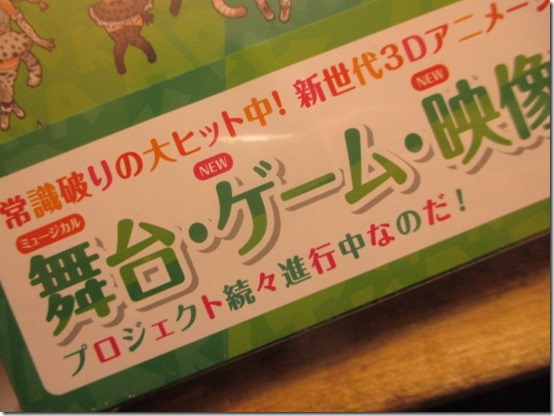 常識破りの大ヒット中！新世代3Dアニメー
ミュージカル NEW NEW
舞台・ゲーム・映像
プロジェクト続々進行中なのだ！